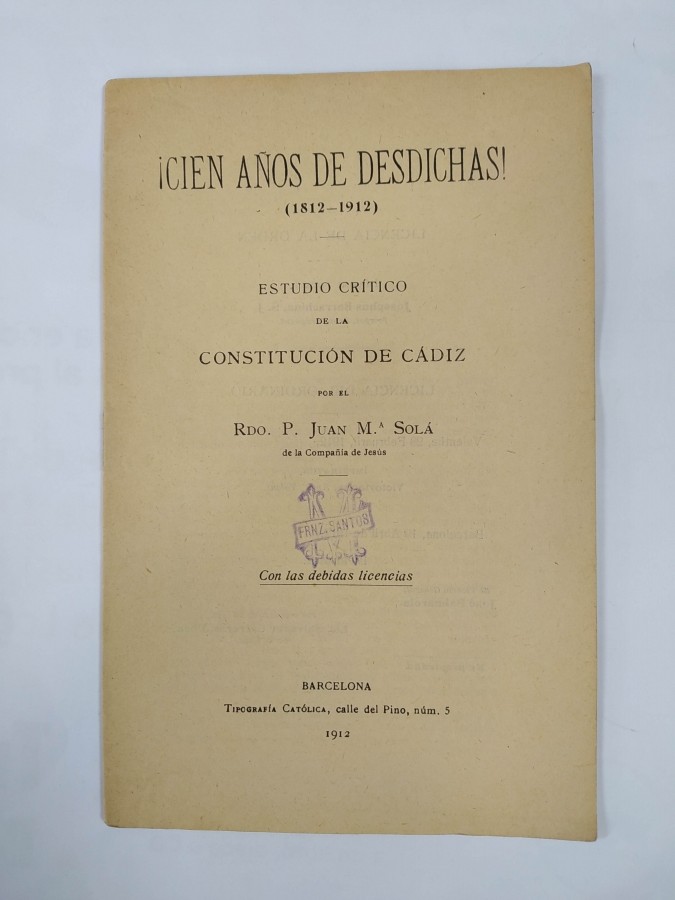 ¡CIEN AÑOS DE DESDICHAS!
(1812-1912)
ESTUDIO CRÍTICO
DE LA
CONSTITUCIÓN DE CÁDIZ
POR EL
RDO. P. JUAN M.ª SOLÁ
de la Compañía de Jesús
FRNZ. SANTOS
Con las debidas licencias
BARCELONA
TIPOGRAFÍA CATÓLICA, calle del Pino, núm. 5
1912